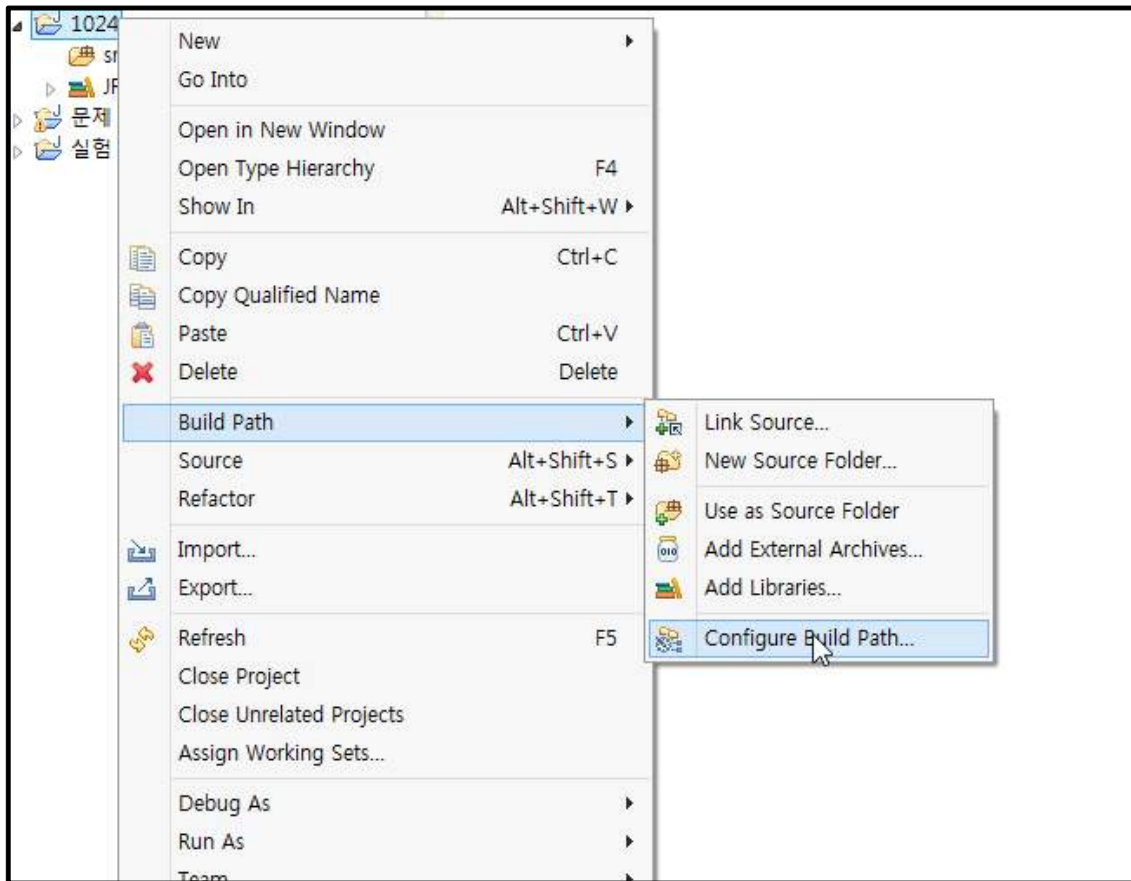 1024
New
Go Into
문제
실험
Open in New Window
Open Type Hierarchy F4
Show In Alt+Shift+W
Copy Ctrl+C
Copy Qualified Name
Paste Ctrl+V
Delete Delete
Build Path
Source Alt+Shift+S
Refactor Alt+Shift+T
Import...
Export...
Refresh F5
Close Project
Close Unrelated Projects
Assign Working Sets...
Debug As
Run As
Team
Link Source...
New Source Folder...
Use as Source Folder
Add External Archives...
Add Libraries...
Configure Build Path...